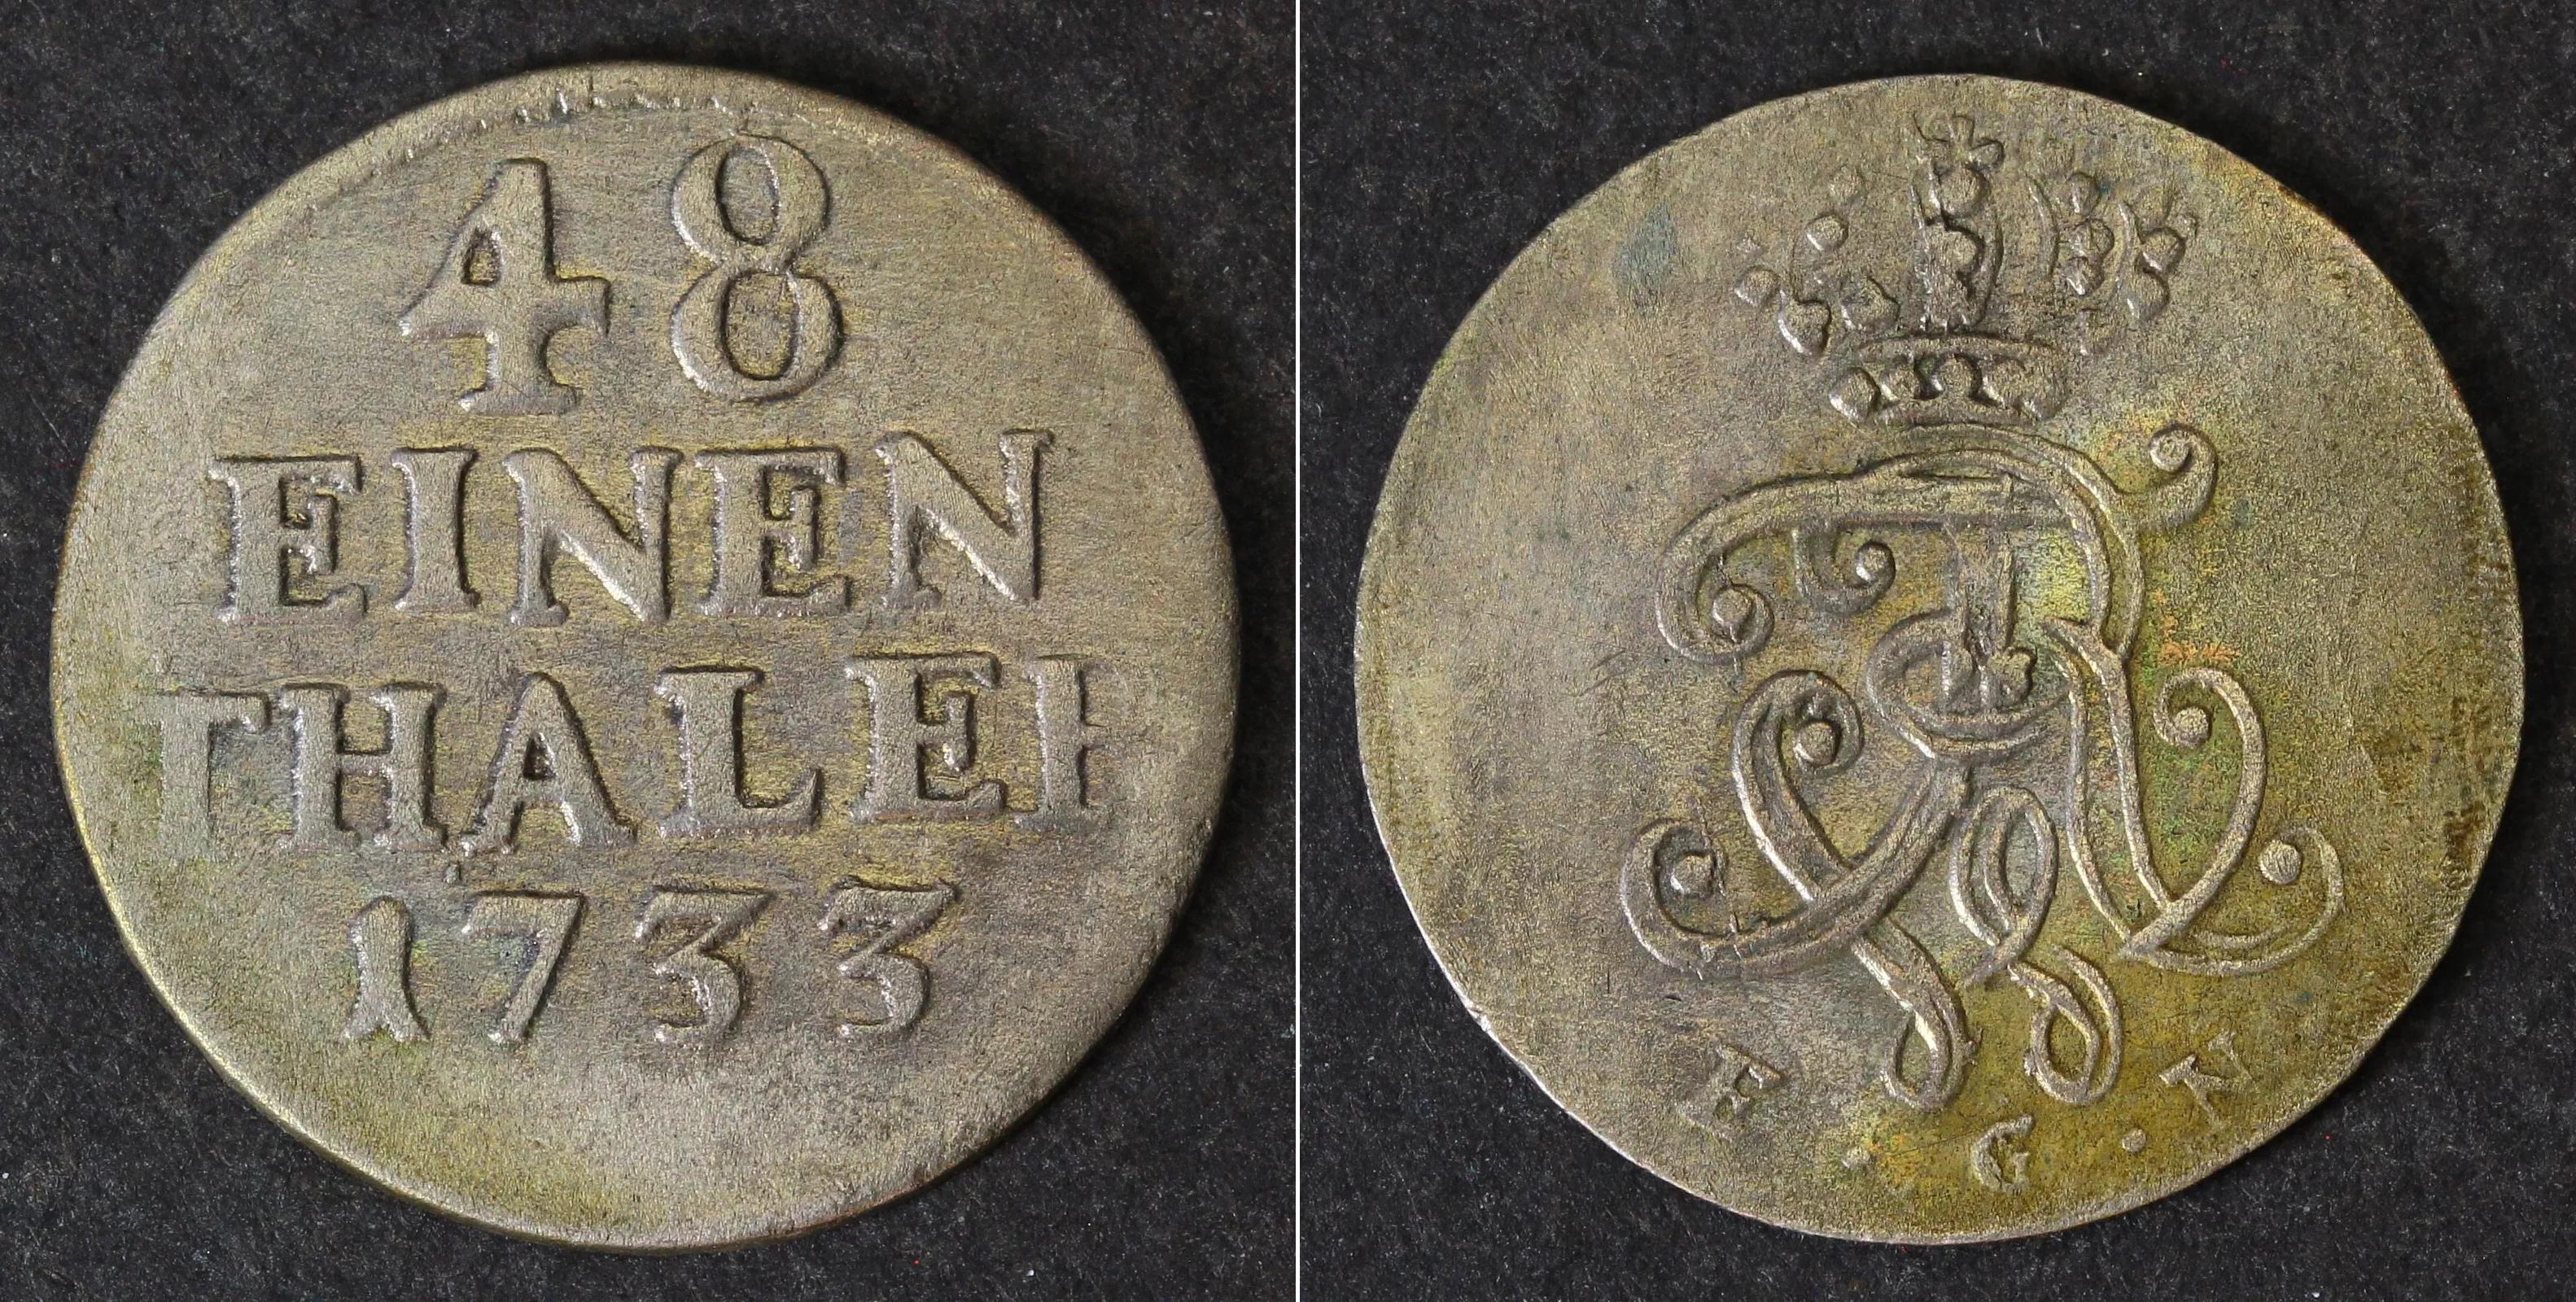 48
EINEN
THALER
1733
E · G · N